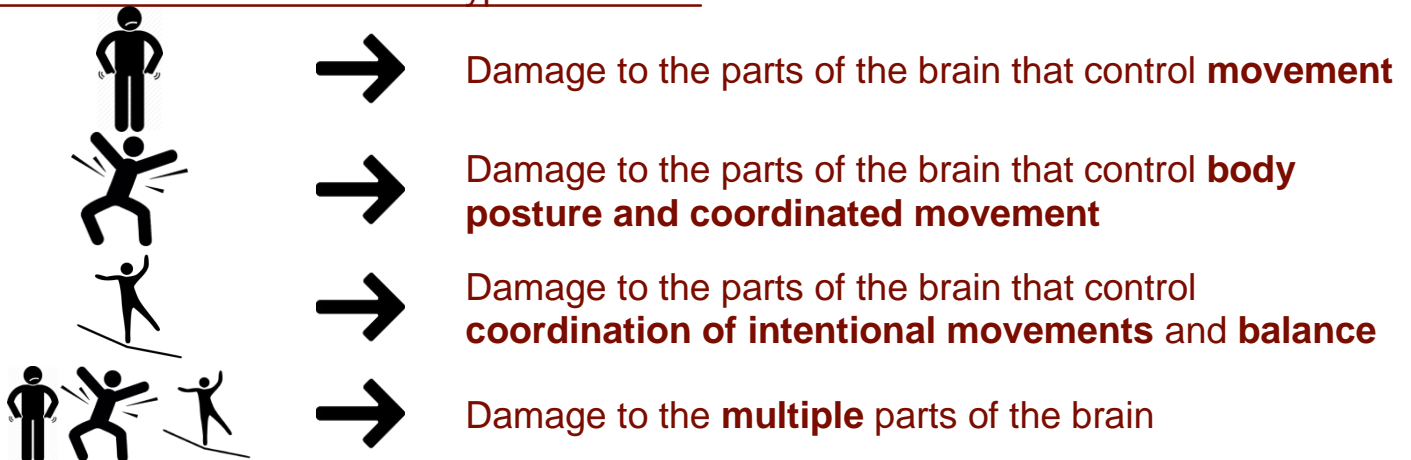 Damage to the parts of the brain that control movement
Damage to the parts of the brain that control body
posture and coordinated movement
Damage to the parts of the brain that control
coordination of intentional movements and balance
Damage to the multiple parts of the brain